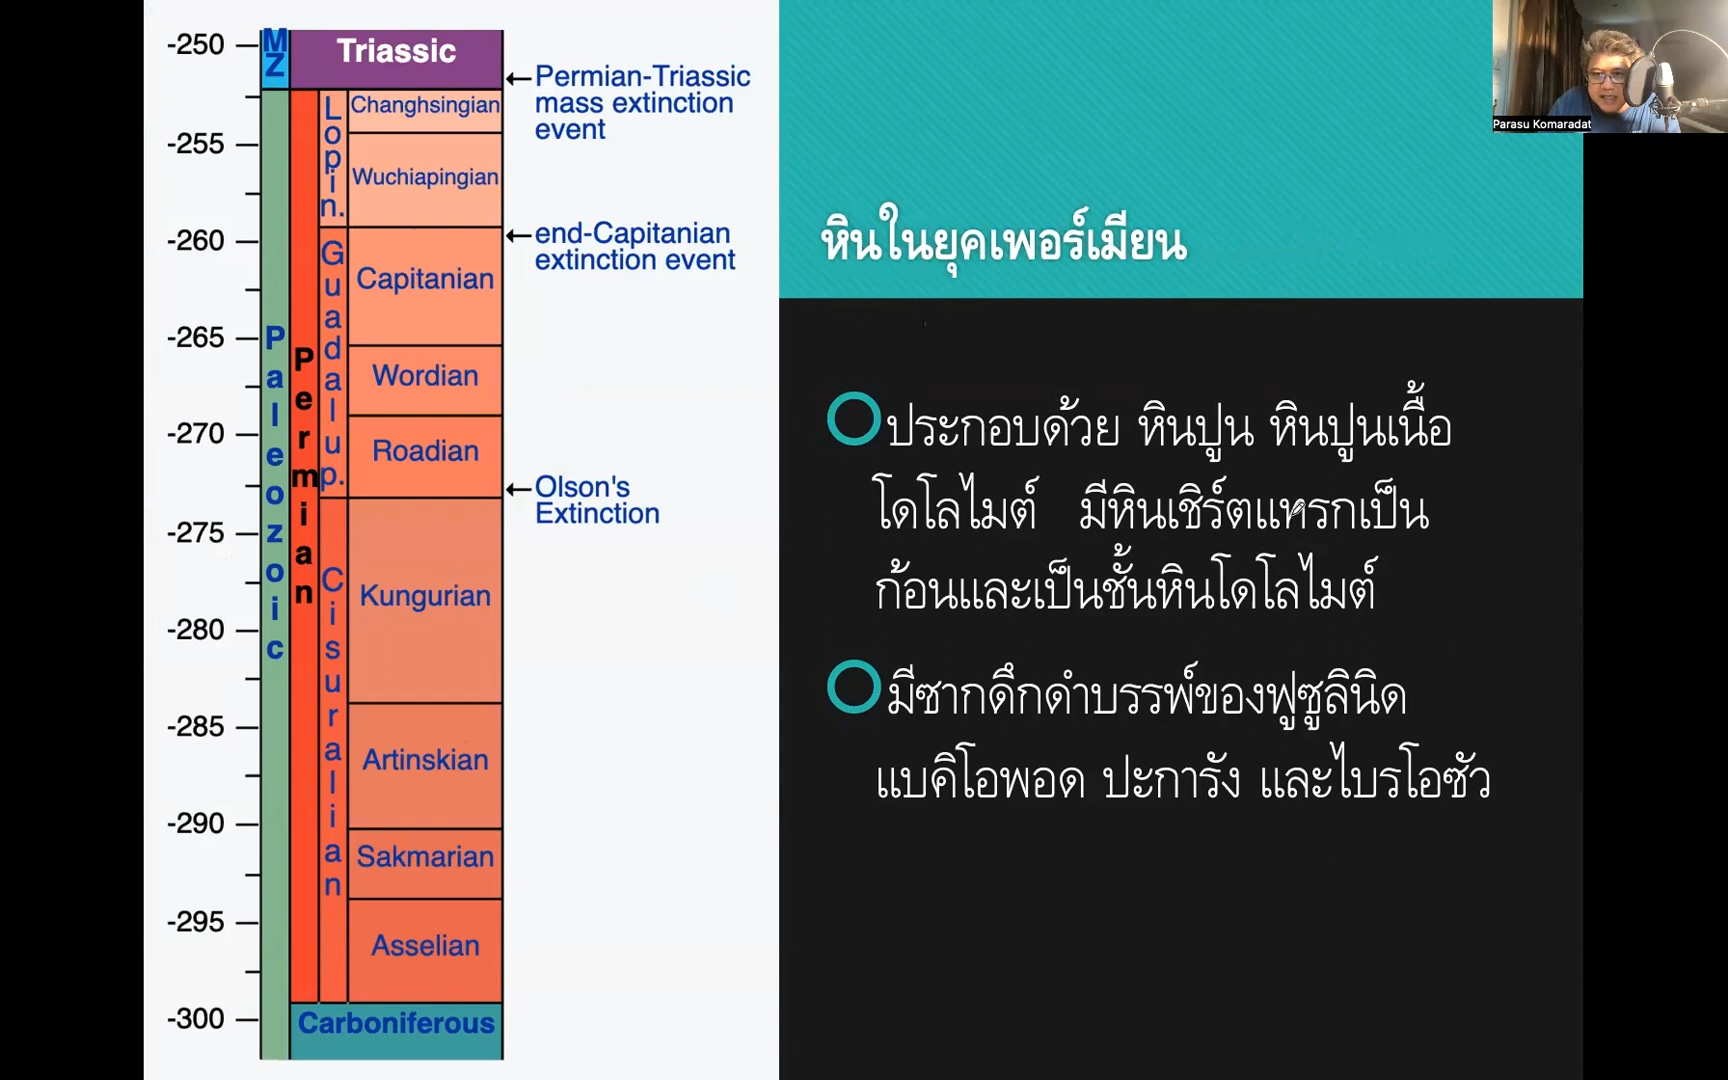 -250
-255
-260
-265
-270
-275
-280
-285
-290
-295
-300
MZ
Paleozoic
Permian
Triassic
Lopin.
Guadalup.
Cisuralian
Changhsingian
Wuchiapingian
Capitanian
Wordian
Roadian
Kungurian
Artinskian
Sakmarian
Asselian
Carboniferous
Permian-Triassic
mass extinction
event
end-Capitanian
extinction event
Olson's
Extinction
Parasu Komaradat
หินในยุคเพอร์เมียน
ประกอบด้วย หินปูน หินปูนเนื้อ
โดโลไมต์ มีหินเชิร์ตแทรกเป็น
ก้อนและเป็นชั้นหินโดโลไมต์
มีซากดึกดำบรรพ์ของฟูซูลินิด
แบคิโอพอด ปะการัง และไบรโอซัว